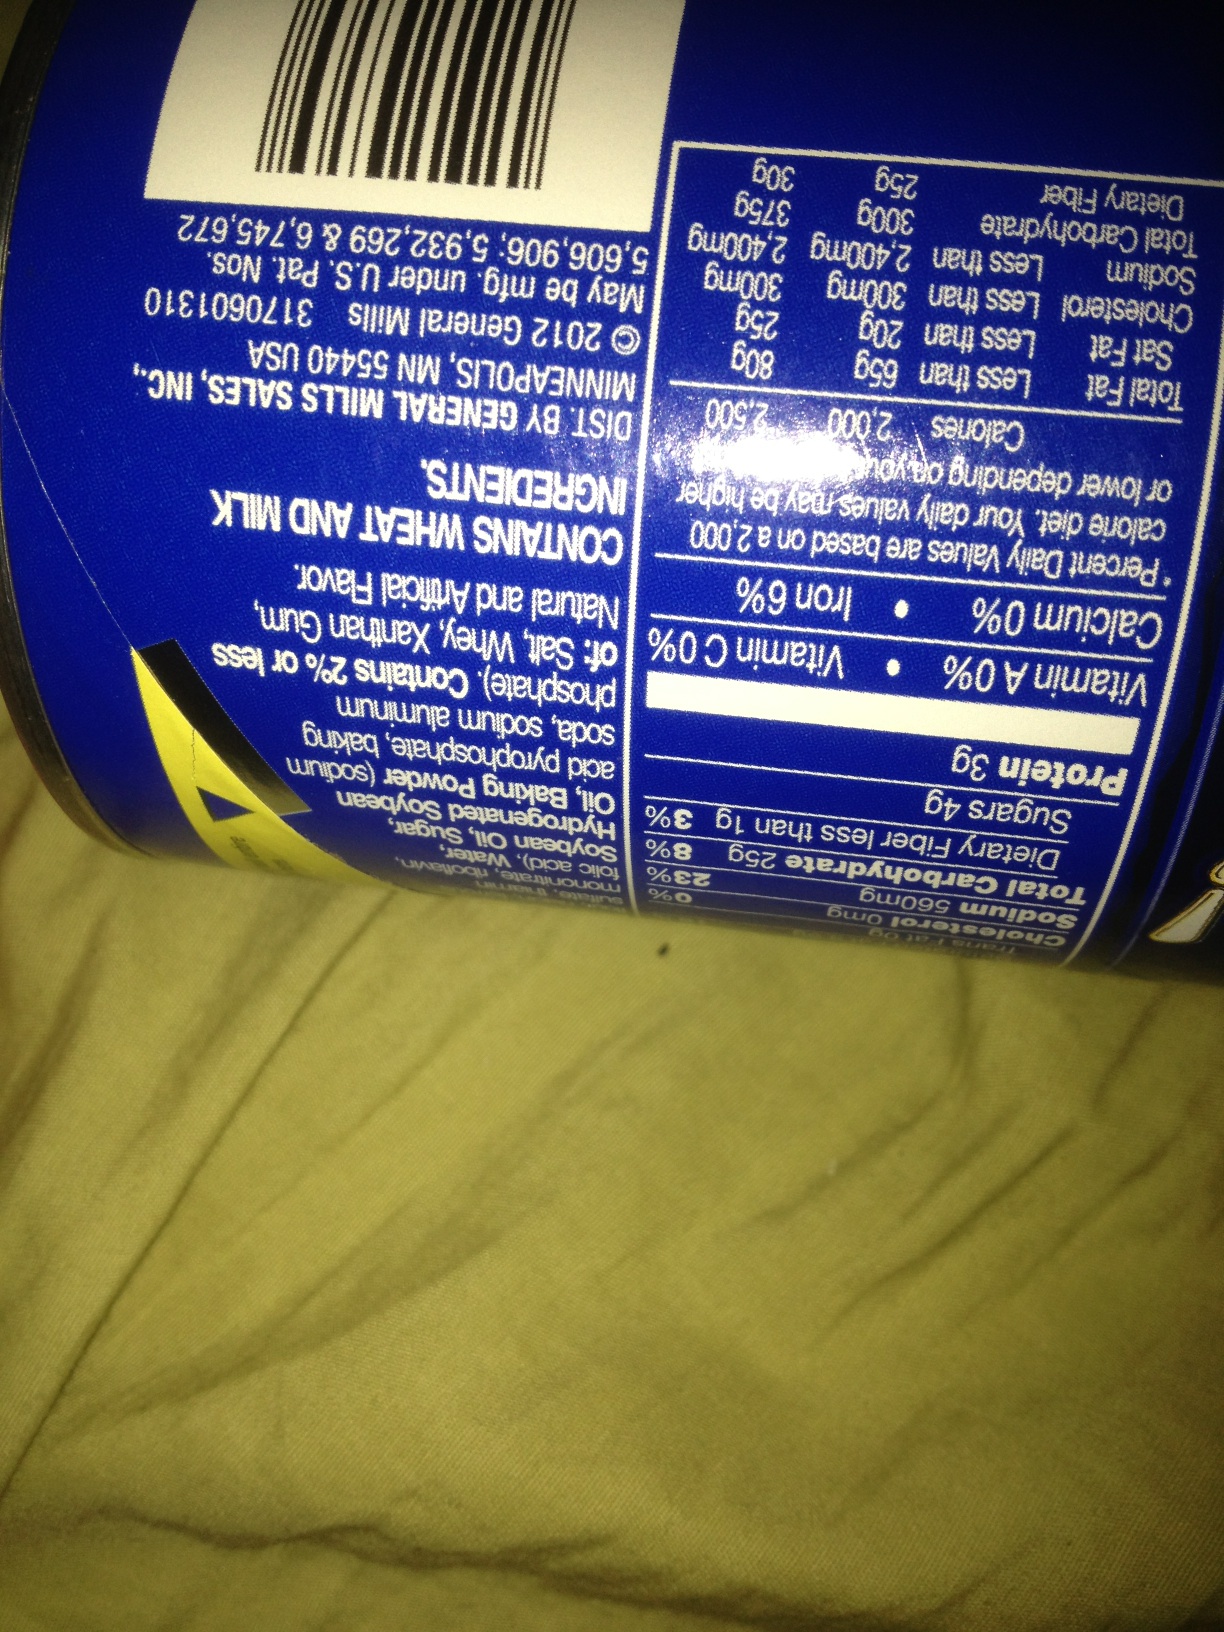 Trans Fat 0g
Cholesterol 0mg 0%
Sodium 560mg 23%
Total Carbohydrate 25g 8%
Dietary Fiber less than 1g 3%
Sugars 4g
Protein 3g
Vitamin A 0% • Vitamin C 0%
Calcium 0% • Iron 6%
*Percent Daily Values are based on a 2,000
calorie diet. Your daily values may be higher
or lower depending on your
Calories 2,000 2,500
Total Fat Less than 65g 80g
Sat Fat Less than 20g 25g
Cholesterol Less than 300mg 300mg
Sodium Less than 2,400mg 2,400mg
Total Carbohydrate 300g 375g
Dietary Fiber 25g 30g
mononitrate, riboflavin,
folic acid), Water,
Soybean Oil, Sugar,
Hydrogenated Soybean
Oil, Baking Powder (sodium
acid pyrophosphate, baking
soda, sodium aluminum
phosphate). Contains 2% or less
of: Salt, Whey, Xanthan Gum,
Natural and Artificial Flavor.
CONTAINS WHEAT AND MILK
INGREDIENTS.
DIST. BY GENERAL MILLS SALES, INC.,
MINNEAPOLIS, MN 55440 USA
© 2012 General Mills 3170601310
May be mfg. under U.S. Pat. Nos.
5,606,906; 5,932,269 & 6,745,672